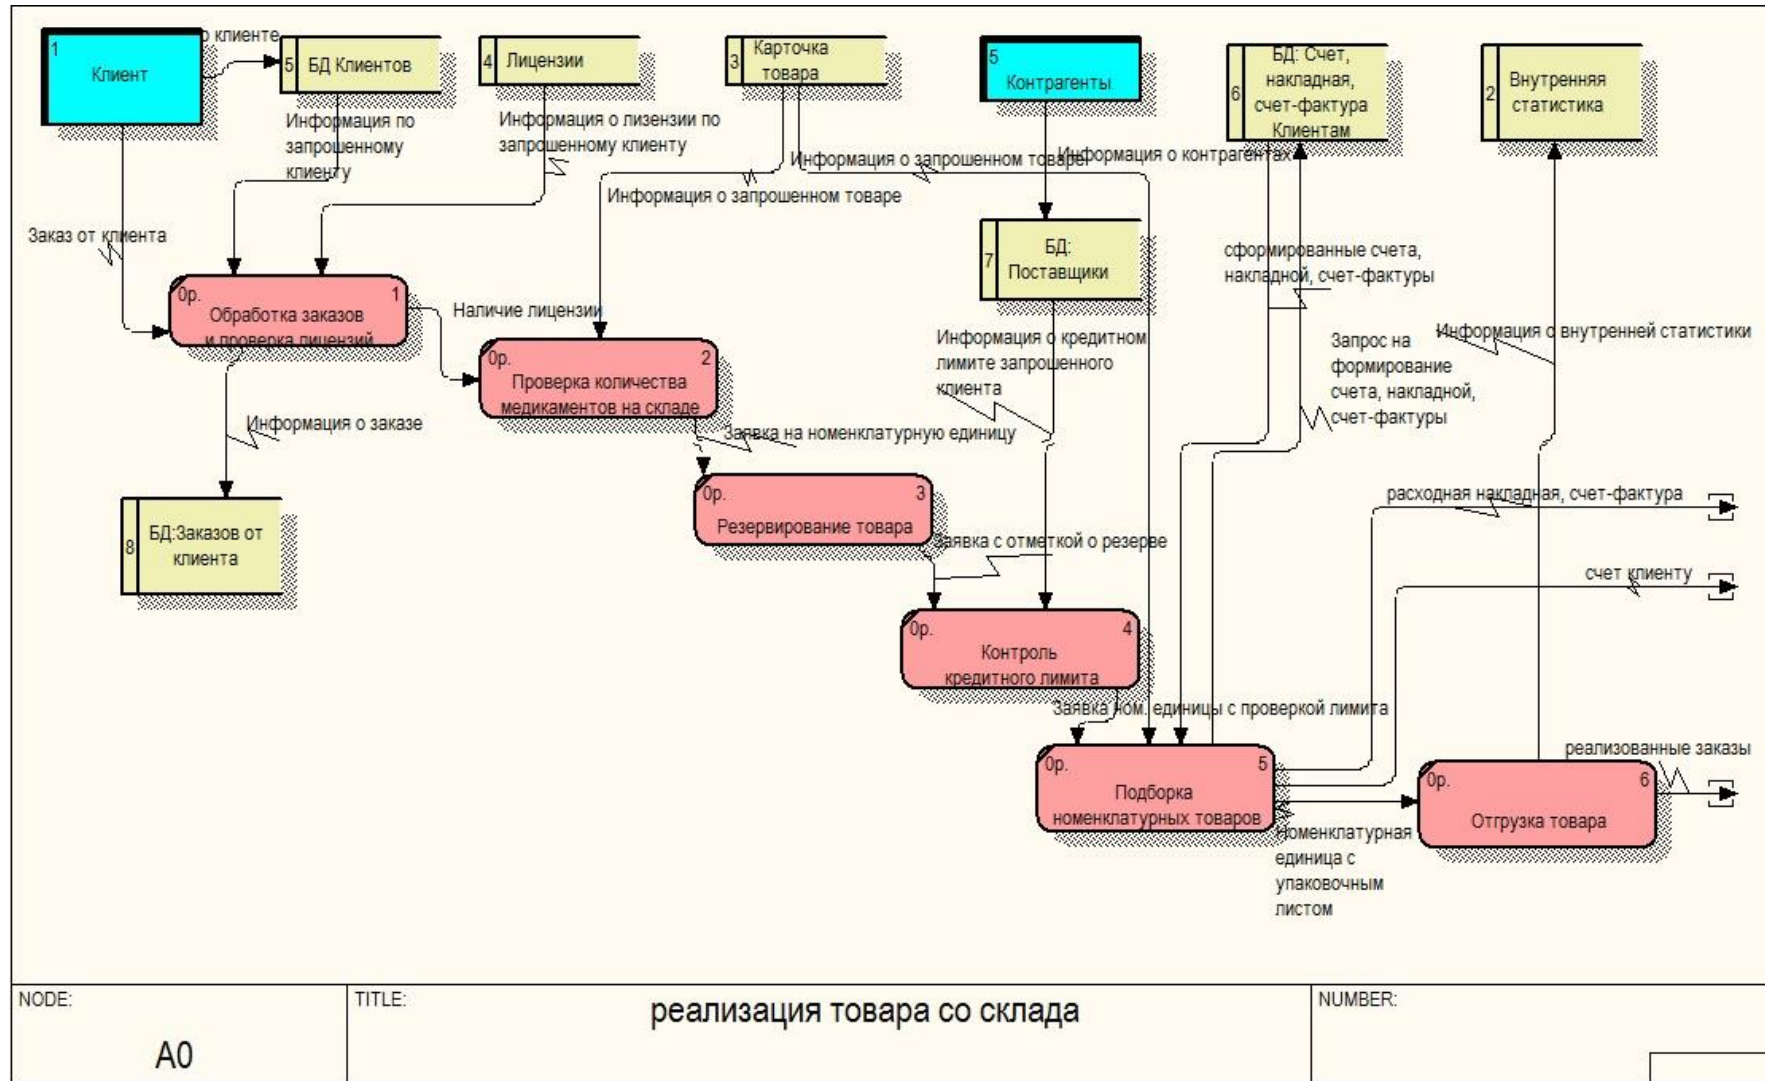 1
Клиент
о клиенте
5
БД Клиентов
4
Лицензии
3
Карточка
товара
5
Контрагенты
6
БД: Счет,
накладная,
счет-фактура
Клиентам
2
Внутренняя
статистика
Информация по
запрошенному
клиенту
Информация о лизензии по
запрошенному клиенту
Информация о запрошенном товаре
Информация о контрагентах
Информация о запрошенном товаре
Заказ от клиента
7
БД:
Поставщики
сформированные счета,
накладной, счет-фактуры
0р.
1
Обработка заказов
и проверка лицензий
Наличие лицензии
Информация о кредитном
лимите запрошенного
клиента
Запрос на
формирование
счета, накладной,
счет-фактуры
Информация о внутренней статистики
0р.
2
Проверка количества
медикаментов на складе
Информация о заказе
Заявка на номенклатурную единицу
8
БД:Заказов от
клиента
0р.
3
Резервирование товара
расходная накладная, счет-фактура
Заявка с отметкой о резерве
счет клиенту
0р.
4
Контроль
кредитного лимита
Заявка ном. единицы с проверкой лимита
0р.
5
Подборка
номенклатурных товаров
реализованные заказы
0р.
6
Отгрузка товара
Номенклатурная
единица с
упаковочным
листом
NODE:
A0
TITLE:
реализация товара со склада
NUMBER: